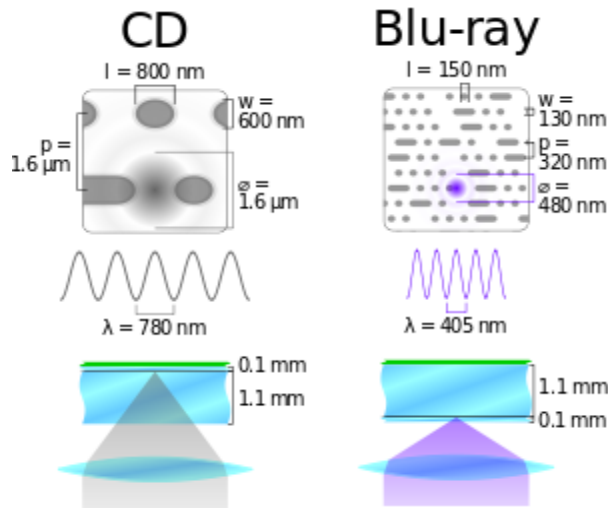 CD
l = 800 nm
w =
600 nm
p =
1.6 µm
⌀ =
1.6 µm
λ = 780 nm
0.1 mm
1.1 mm
Blu-ray
l = 150 nm
w =
130 nm
p =
320 nm
⌀ =
480 nm
λ = 405 nm
1.1 mm
0.1 mm